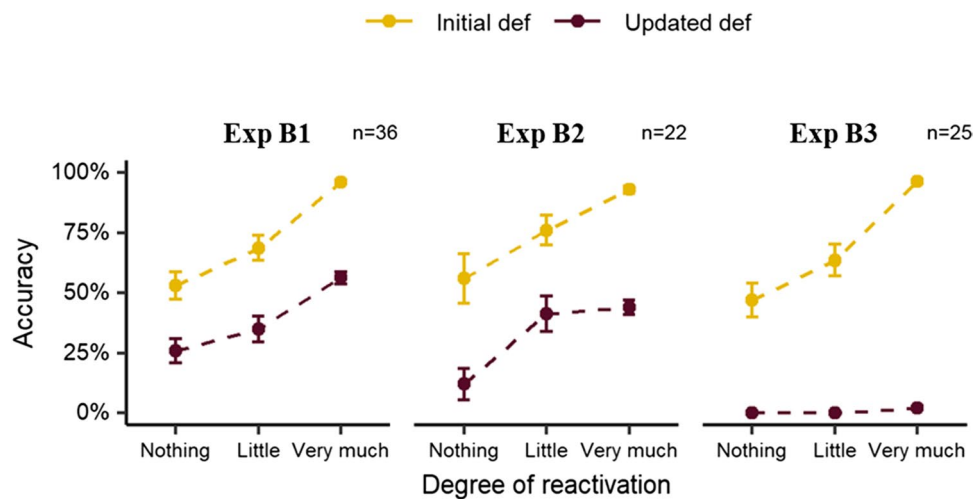 Initial def Updated def
Exp B1 n=36 Exp B2 n=22 Exp B3 n=25
100%
75%
50%
25%
0%
Accuracy
Nothing Little Very much Nothing Little Very much Nothing Little Very much
Degree of reactivation